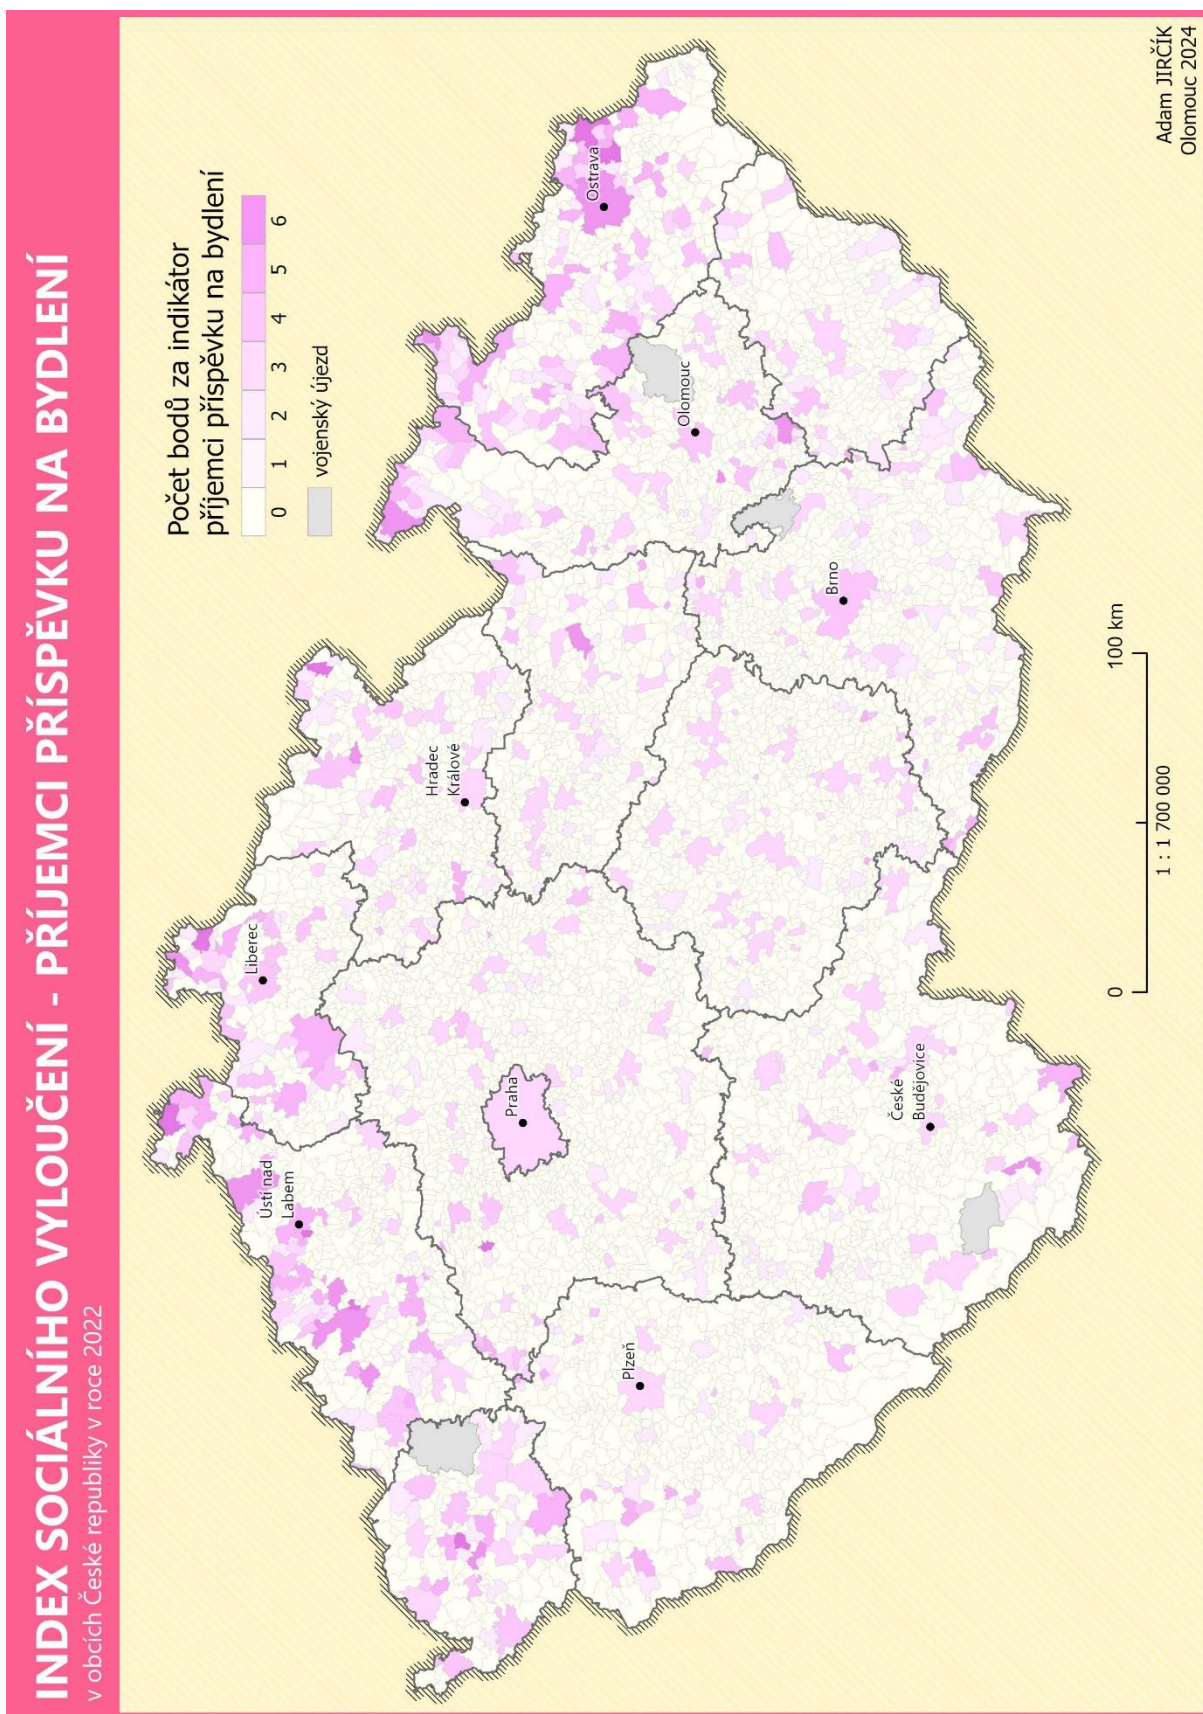 INDEX SOCIÁLNÍHO VYLOUČENÍ - PŘÍJEMCI PŘÍSPĚVKU NA BYDLENÍ
v obcích České republiky v roce 2022
Počet bodů za indikátor
příjemci příspěvku na bydlení
0 1 2 3 4 5 6
vojenský újezd
Liberec
Ústí nad
Labem
Hradec
Králové
Praha
Ostrava
Olomouc
Plzeň
Brno
České
Budějovice
0 100 km
1 : 1 700 000
Adam JIRČÍK
Olomouc 2024